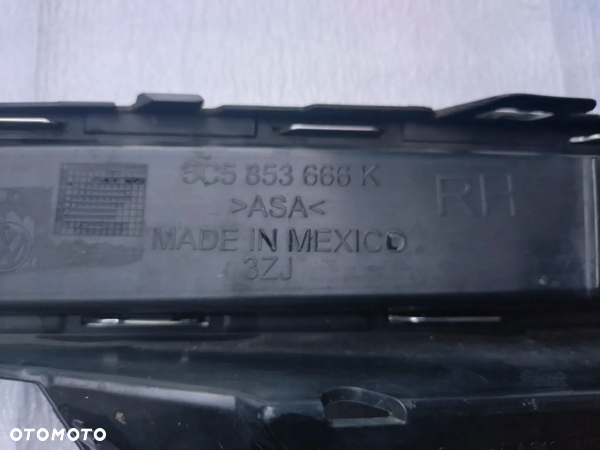 5C5 853 666 K
>ASA<
RH
MADE IN MEXICO
3ZJ
OTOMOTO